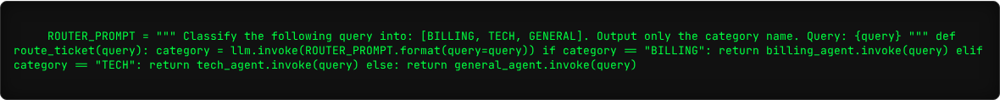 ROUTER_PROMPT = """ Classify the following query into: [BILLING, TECH, GENERAL]. Output only the category name. Query: {query} """ def
route_ticket(query): category = llm.invoke(ROUTER_PROMPT.format(query=query)) if category == "BILLING": return billing_agent.invoke(query) elif
category == "TECH": return tech_agent.invoke(query) else: return general_agent.invoke(query)